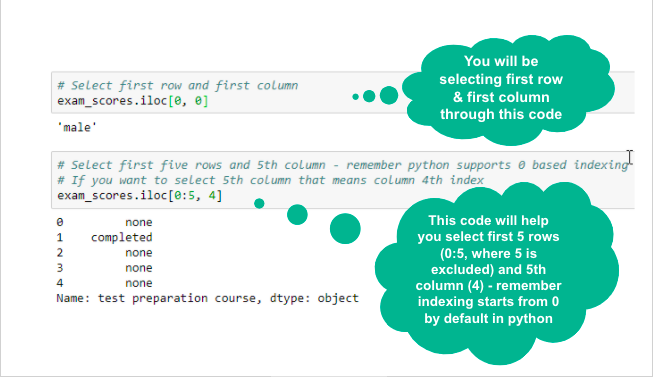 # Select first row and first column
exam_scores.iloc[0, 0]
'male'
You will be
selecting first row
& first column
through this code
# Select first five rows and 5th column - remember python supports 0 based indexing
# If you want to select 5th column that means column 4th index
exam_scores.iloc[0:5, 4]
0 none
1 completed
2 none
3 none
4 none
Name: test preparation course, dtype: object
This code will help
you select first 5 rows
(0:5, where 5 is
excluded) and 5th
column (4) - remember
indexing starts from 0
by default in python